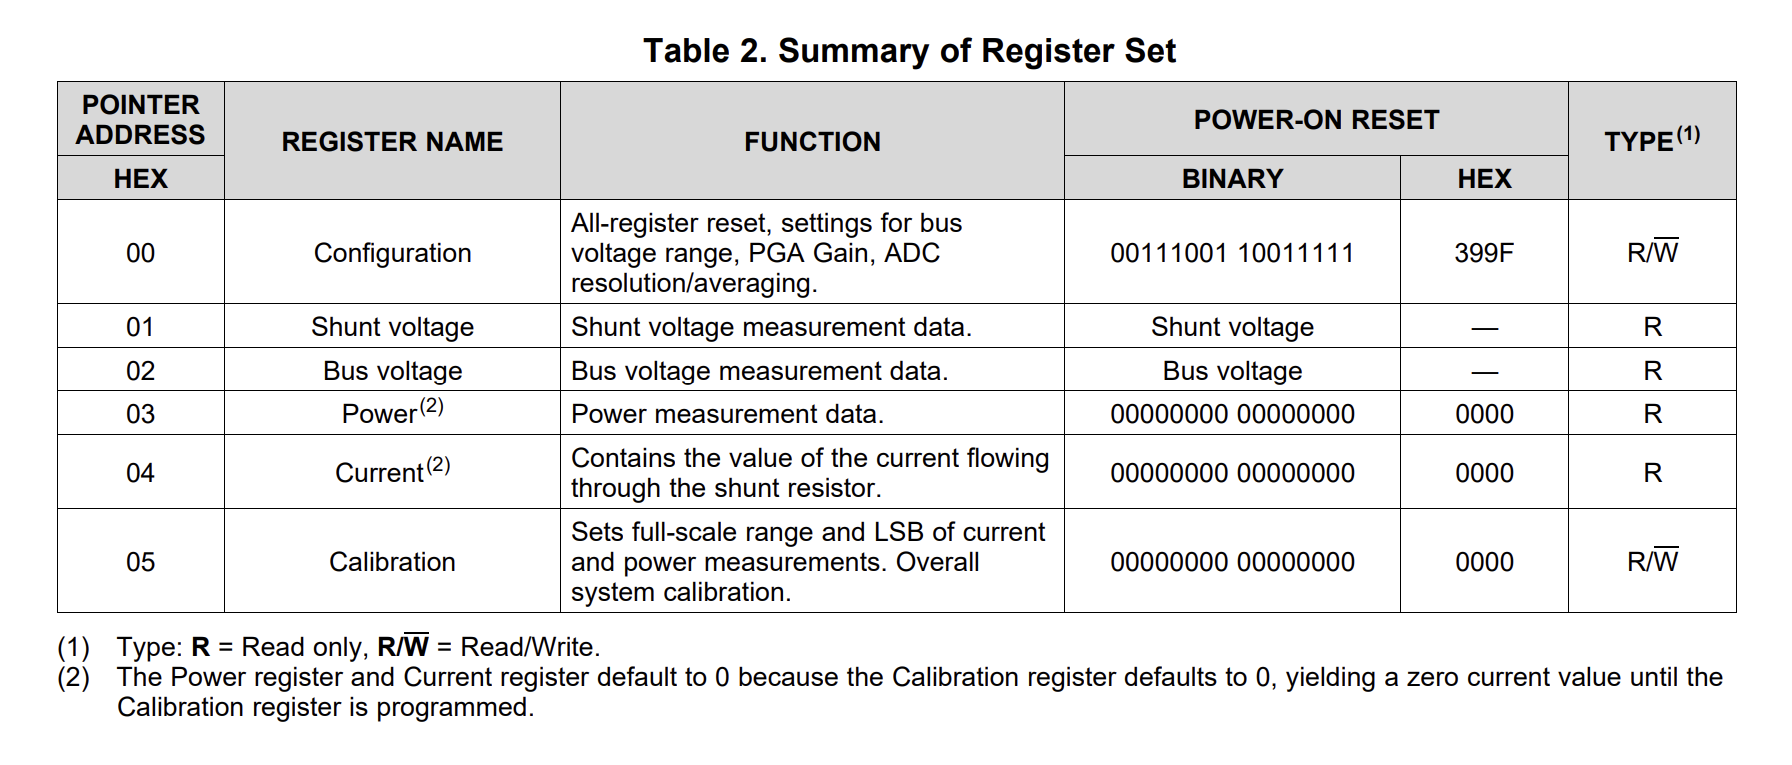 Table 2. Summary of Register Set
POINTER ADDRESS
REGISTER NAME
FUNCTION
POWER-ON RESET
TYPE(1)
HEX
BINARY
HEX
00
Configuration
All-register reset, settings for bus
voltage range, PGA Gain, ADC
resolution/averaging.
00111001 10011111
399F
R/W̅
01
Shunt voltage
Shunt voltage measurement data.
Shunt voltage
—
R
02
Bus voltage
Bus voltage measurement data.
Bus voltage
—
R
03
Power(2)
Power measurement data.
00000000 00000000
0000
R
04
Current(2)
Contains the value of the current flowing
through the shunt resistor.
00000000 00000000
0000
R
05
Calibration
Sets full-scale range and LSB of current
and power measurements. Overall
system calibration.
00000000 00000000
0000
R/W̅
(1) Type: R = Read only, R/W̅ = Read/Write.
(2) The Power register and Current register default to 0 because the Calibration register defaults to 0, yielding a zero current value until the
Calibration register is programmed.